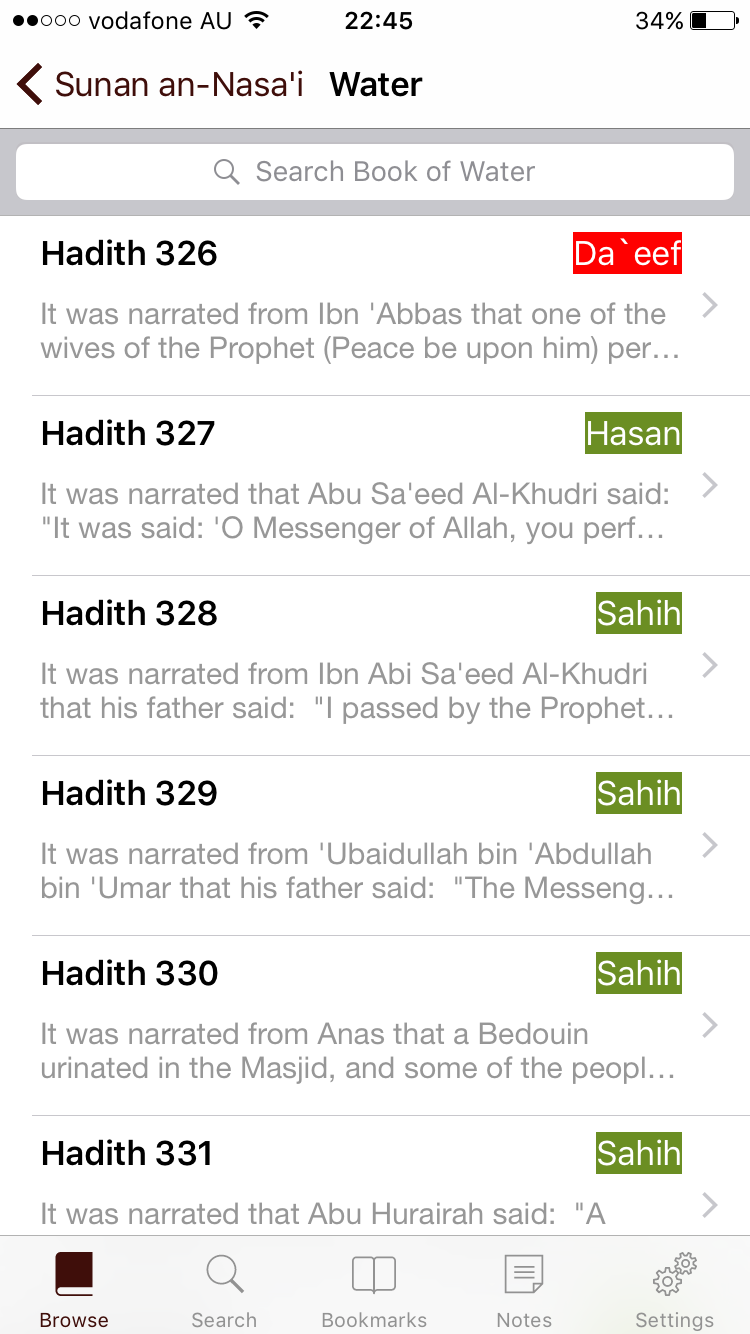 vodafone AU 22:45 34%
Sunan an-Nasa'i Water
Search Book of Water
Hadith 326 Da`eef
It was narrated from Ibn 'Abbas that one of the
wives of the Prophet (Peace be upon him) per...
Hadith 327 Hasan
It was narrated that Abu Sa'eed Al-Khudri said:
"It was said: 'O Messenger of Allah, you perf...
Hadith 328 Sahih
It was narrated from Ibn Abi Sa'eed Al-Khudri
that his father said:  "I passed by the Prophet...
Hadith 329 Sahih
It was narrated from 'Ubaidullah bin 'Abdullah
bin 'Umar that his father said:  "The Messeng...
Hadith 330 Sahih
It was narrated from Anas that a Bedouin
urinated in the Masjid, and some of the peopl...
Hadith 331 Sahih
It was narrated that Abu Hurairah said:  "A
Browse Search Bookmarks Notes Settings